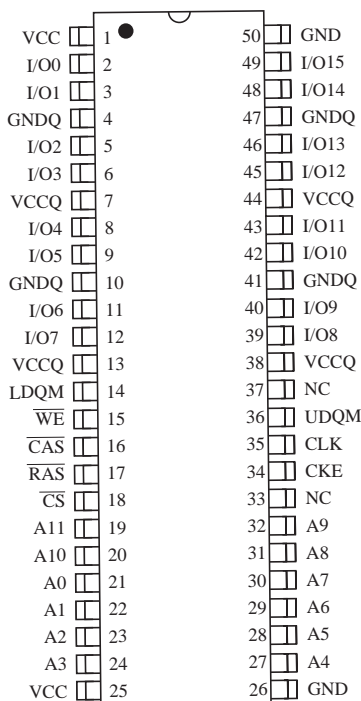 VCC 1 50 GND
I/O0 2 49 I/O15
I/O1 3 48 I/O14
GNDQ 4 47 GNDQ
I/O2 5 46 I/O13
I/O3 6 45 I/O12
VCCQ 7 44 VCCQ
I/O4 8 43 I/O11
I/O5 9 42 I/O10
GNDQ 10 41 GNDQ
I/O6 11 40 I/O9
I/O7 12 39 I/O8
VCCQ 13 38 VCCQ
LDQM 14 37 NC
W̅E̅ 15 36 UDQM
C̅A̅S̅ 16 35 CLK
R̅A̅S̅ 17 34 CKE
C̅S̅ 18 33 NC
A11 19 32 A9
A10 20 31 A8
A0 21 30 A7
A1 22 29 A6
A2 23 28 A5
A3 24 27 A4
VCC 25 26 GND